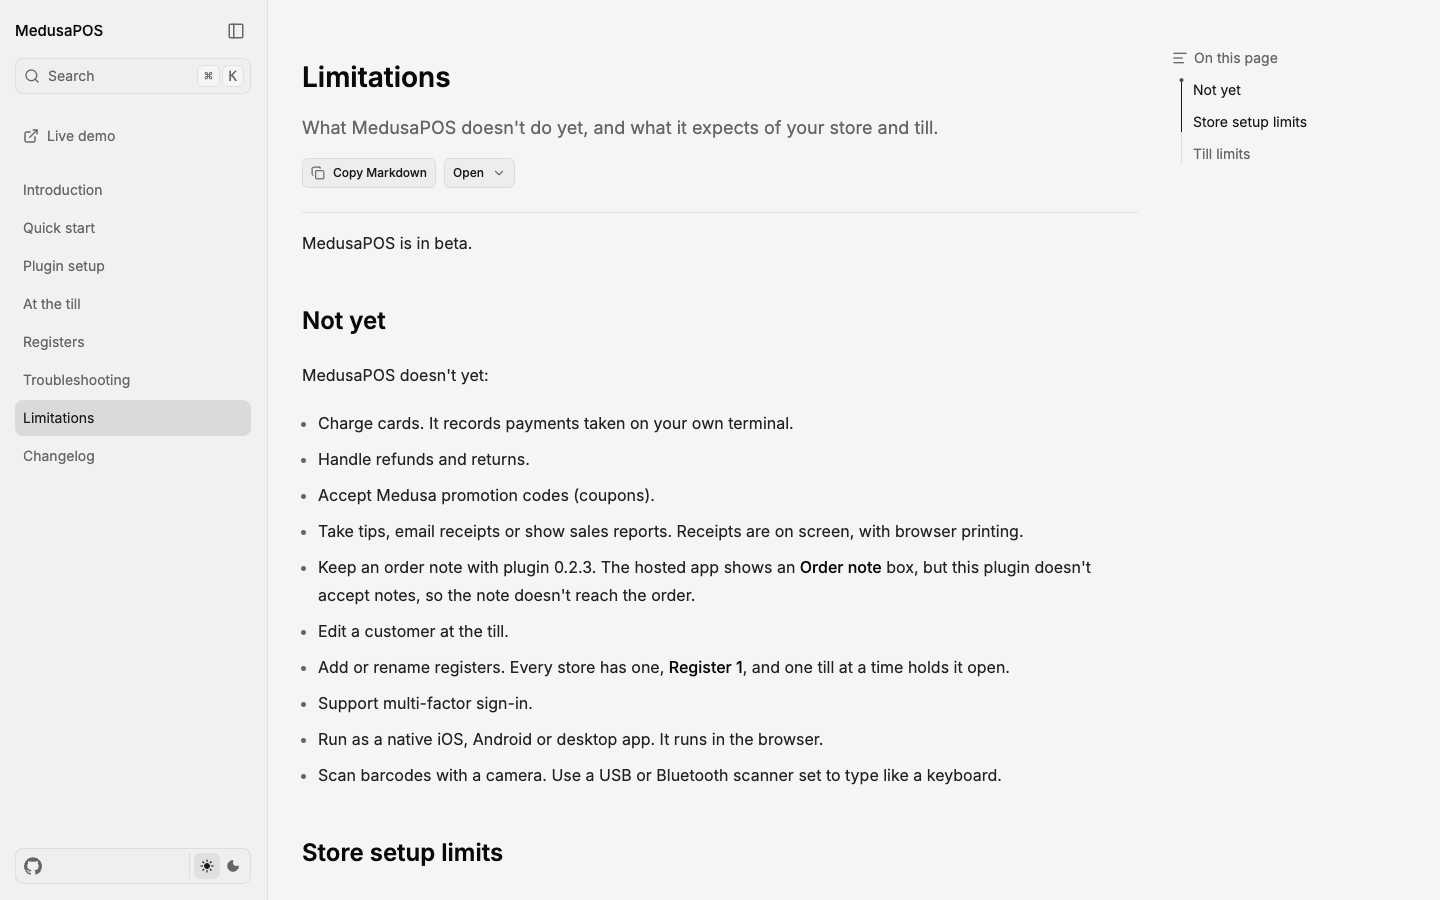 MedusaPOS
Search
⌘ K
Live demo
Introduction
Quick start
Plugin setup
At the till
Registers
Troubleshooting
Limitations
Changelog
Limitations
What MedusaPOS doesn't do yet, and what it expects of your store and till.
Copy Markdown
Open
MedusaPOS is in beta.
Not yet
MedusaPOS doesn't yet:
Charge cards. It records payments taken on your own terminal.
Handle refunds and returns.
Accept Medusa promotion codes (coupons).
Take tips, email receipts or show sales reports. Receipts are on screen, with browser printing.
Keep an order note with plugin 0.2.3. The hosted app shows an Order note box, but this plugin doesn't
accept notes, so the note doesn't reach the order.
Edit a customer at the till.
Add or rename registers. Every store has one, Register 1, and one till at a time holds it open.
Support multi-factor sign-in.
Run as a native iOS, Android or desktop app. It runs in the browser.
Scan barcodes with a camera. Use a USB or Bluetooth scanner set to type like a keyboard.
Store setup limits
On this page
Not yet
Store setup limits
Till limits